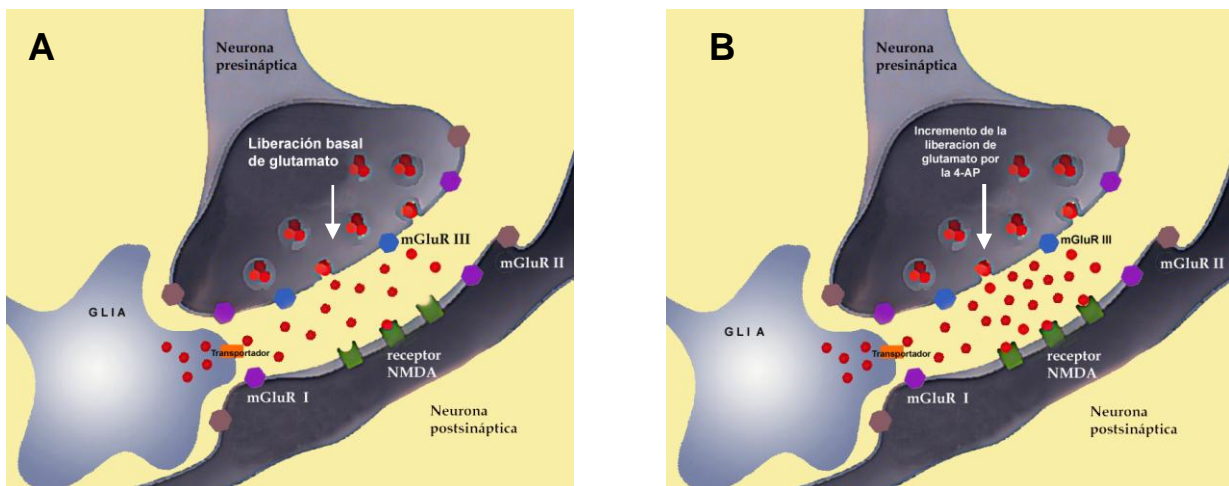 A
Neurona
presináptica
Liberación basal
de glutamato
mGluR III
mGluR II
G L I A
Transportador
receptor
NMDA
mGluR I
Neurona
postsináptica
B
Neurona
presináptica
Incremento de la
liberacion de
glutamato por
la 4-AP
mGluR III
mGluR II
G L I A
Transportador
receptor
NMDA
mGluR I
Neurona
postsináptica